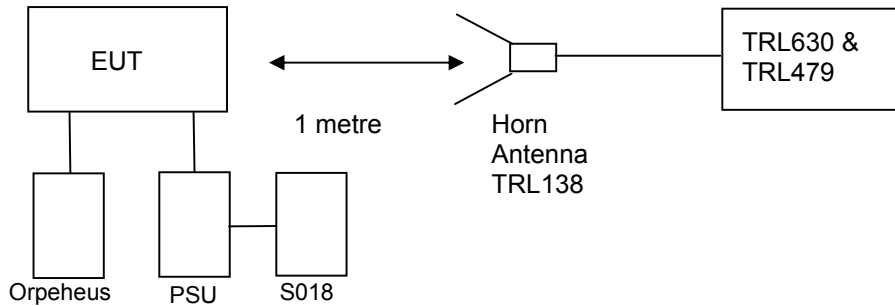 EUT
TRL630 &
TRL479
1 metre
Horn
Antenna
TRL138
Orpeheus
PSU
S018